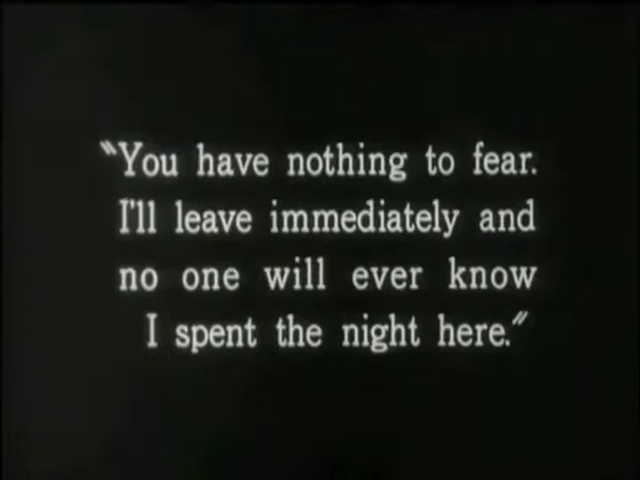 "You have nothing to fear.
I'll leave immediately and
no one will ever know
I spent the night here."